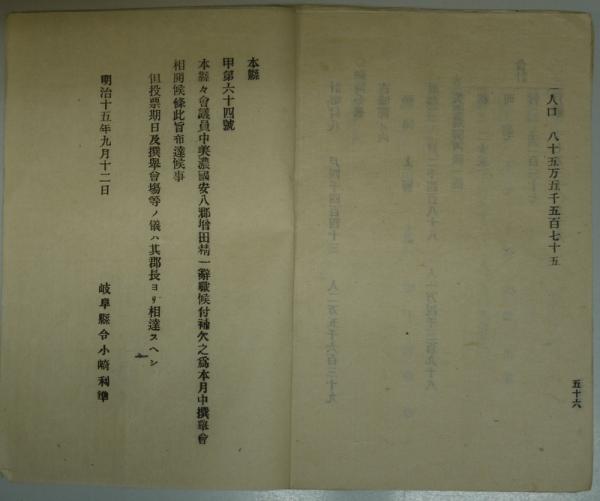 一人口　八十五万五千五百七十五
五十六
本縣
甲第六十四號
本縣々會議員中美濃國安八郡増田精一辭職候付補欠之爲本月中撰擧會
相開候條此旨布達候事
但投票期日及撰擧會塲等ノ儀ハ其郡長ヨリ相達スヘシ
明治十五年九月十二日
岐阜縣令小崎利準